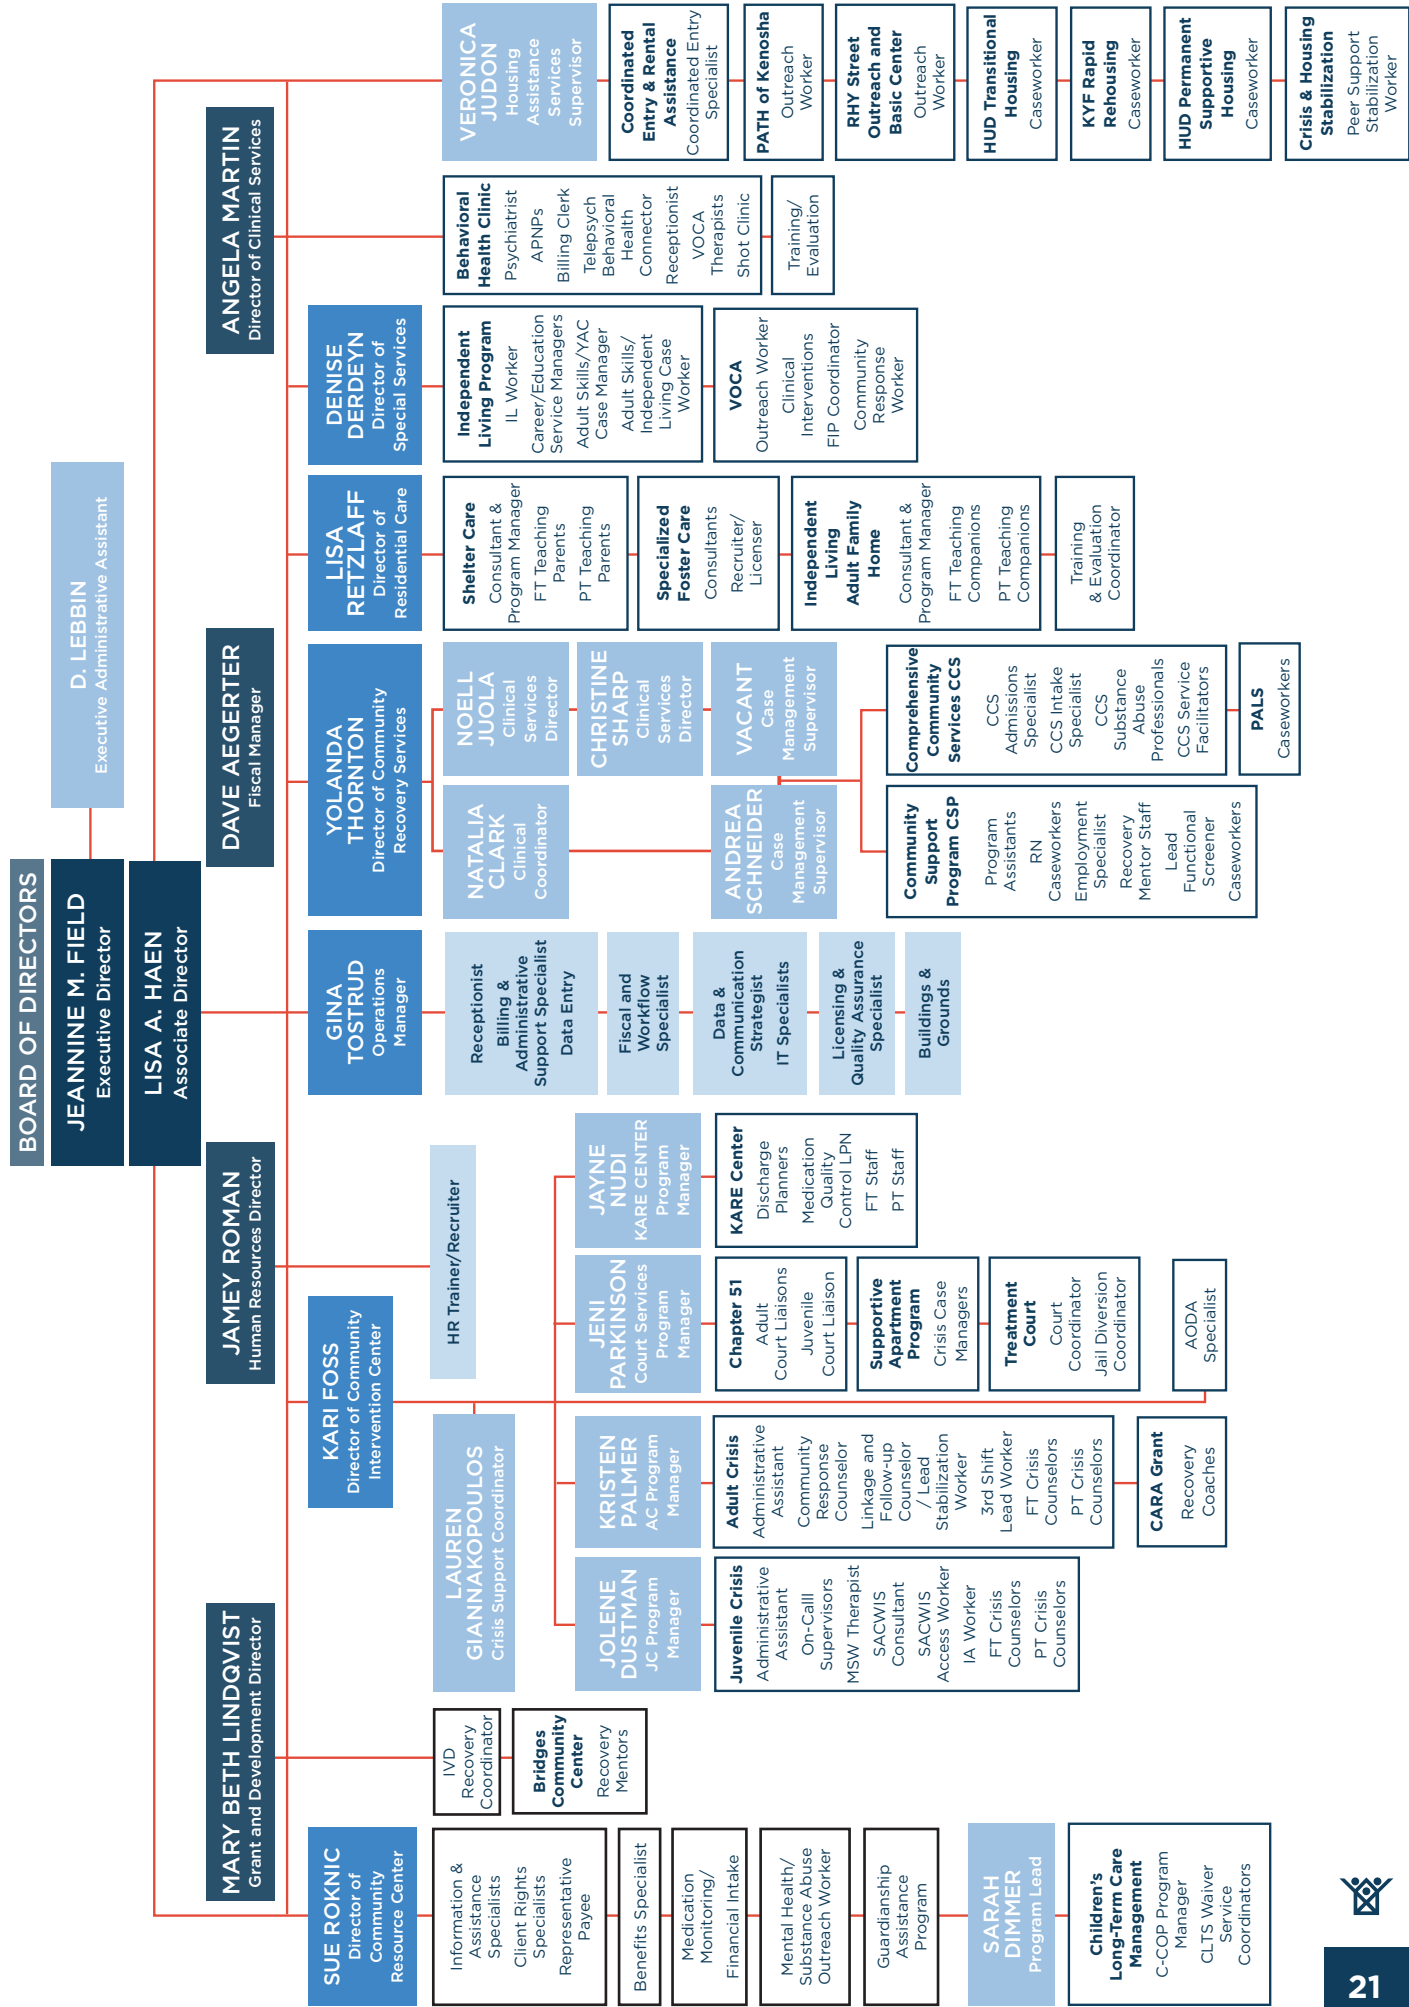 BOARD OF DIRECTORS
JEANNINE M. FIELD
Executive Director
D. LEBBIN
Executive Administrative Assistant
LISA A. HAEN
Associate Director
MARY BETH LINDQVIST
Grant and Development Director
JAMEY ROMAN
Human Resources Director
DAVE AEGERTER
Fiscal Manager
ANGELA MARTIN
Director of Clinical Services
SUE ROKNIC
Director of
Community
Resource Center
Information &
Assistance
Specialists
Client Rights
Specialists
Representative
Payee
Benefits Specialist
Medication
Monitoring/
Financial Intake
Mental Health/
Substance Abuse
Outreach Worker
Guardianship
Assistance
Program
SARAH
DIMMER
Program Lead
Children's
Long-Term Care
Management
C-COP Program
Manager
CLTS Waiver
Service
Coordinators
IVD
Recovery
Coordinator
Bridges
Community
Center
Recovery
Mentors
KARI FOSS
Director of Community
Intervention Center
LAUREN
GIANNAKOPOULOS
Crisis Support Coordinator
HR Trainer/Recruiter
JOLENE
DUSTMAN
JC Program
Manager
Juvenile Crisis
Administrative
Assistant
On-Calll
Supervisors
MSW Therapist
SACWIS
Consultant
SACWIS
Access Worker
IA Worker
FT Crisis
Counselors
PT Crisis
Counselors
KRISTEN
PALMER
AC Program
Manager
Adult Crisis
Administrative
Assistant
Community
Response
Counselor
Linkage and
Follow-up
Counselor
/ Lead
Stabilization
Worker
3rd Shift
Lead Worker
FT Crisis
Counselors
PT Crisis
Counselors
CARA Grant
Recovery
Coaches
JENI
PARKINSON
Court Services
Program
Manager
Chapter 51
Adult
Court Liaisons
Juvenile
Court Liaison
Supportive
Apartment
Program
Crisis Case
Managers
Treatment
Court
Court
Coordinator
Jail Diversion
Coordinator
AODA
Specialist
JAYNE
NUDI
KARE CENTER
Program
Manager
KARE Center
Discharge
Planners
Medication
Quality
Control LPN
FT Staff
PT Staff
GINA
TOSTRUD
Operations
Manager
Receptionist
Billing &
Administrative
Support Specialist
Data Entry
Fiscal and
Workflow
Specialist
Data &
Communication
Strategist
IT Specialists
Licensing &
Quality Assurance
Specialist
Buildings &
Grounds
YOLANDA
THORNTON
Director of Community
Recovery Services
NATALIA
CLARK
Clinical
Coordinator
NOELL
JUOLA
Clinical
Services
Director
CHRISTINE
SHARP
Clinical
Services
Director
ANDREA
SCHNEIDER
Case
Management
Supervisor
VACANT
Case
Management
Supervisor
Community
Support
Program CSP
Program
Assistants
RN
Caseworkers
Employment
Specialist
Recovery
Mentor Staff
Lead
Functional
Screener
Caseworkers
Comprehensive
Community
Services CCS
CCS
Admissions
Specialist
CCS Intake
Specialist
CCS
Substance
Abuse
Professionals
CCS Service
Facilitators
PALS
Caseworkers
LISA
RETZLAFF
Director of
Residential Care
Shelter Care
Consultant &
Program Manager
FT Teaching
Parents
PT Teaching
Parents
Specialized
Foster Care
Consultants
Recruiter/
Licenser
Independent
Living
Adult Family
Home
Consultant &
Program Manager
FT Teaching
Companions
PT Teaching
Companions
Training
& Evaluation
Coordinator
DENISE
DERDEYN
Director of
Special Services
Independent
Living Program
IL Worker
Career/Education
Service Managers
Adult Skills/YAC
Case Manager
Adult Skills/
Independent
Living Case
Worker
VOCA
Outreach Worker
Clinical
Interventions
FIP Coordinator
Community
Response
Worker
Behavioral
Health Clinic
Psychiatrist
APNPs
Billing Clerk
Telepsych
Behavioral
Health
Connector
Receptionist
VOCA
Therapists
Shot Clinic
Training/
Evaluation
VERONICA
JUDON
Housing
Assistance
Services
Supervisor
Coordinated
Entry & Rental
Assistance
Coordinated Entry
Specialist
PATH of Kenosha
Outreach
Worker
RHY Street
Outreach and
Basic Center
Outreach
Worker
HUD Transitional
Housing
Caseworker
KYF Rapid
Rehousing
Caseworker
HUD Permanent
Supportive
Housing
Caseworker
Crisis & Housing
Stabilization
Peer Support
Stabilization
Worker
21